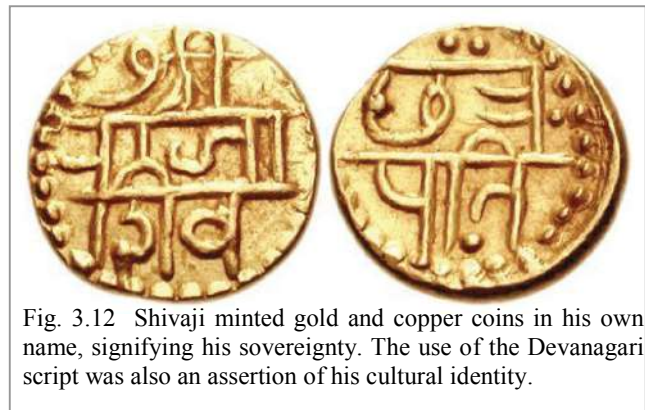 श्री
राजा
शिव
छत्र
पति
Fig. 3.12 Shivaji minted gold and copper coins in his own
name, signifying his sovereignty. The use of the Devanagari
script was also an assertion of his cultural identity.